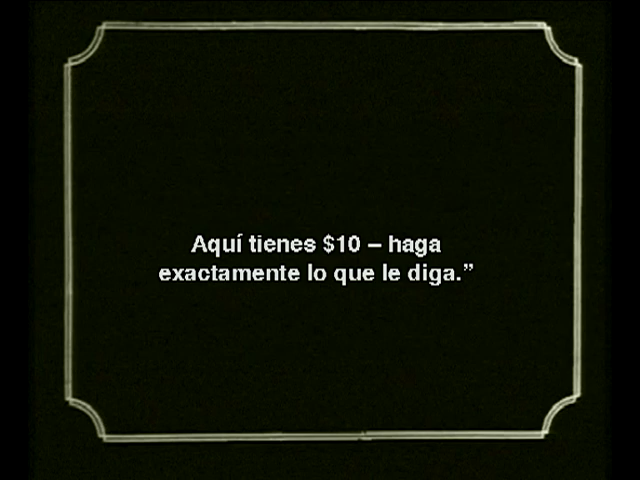 Aquí tienes $10 – haga
exactamente lo que le diga.”